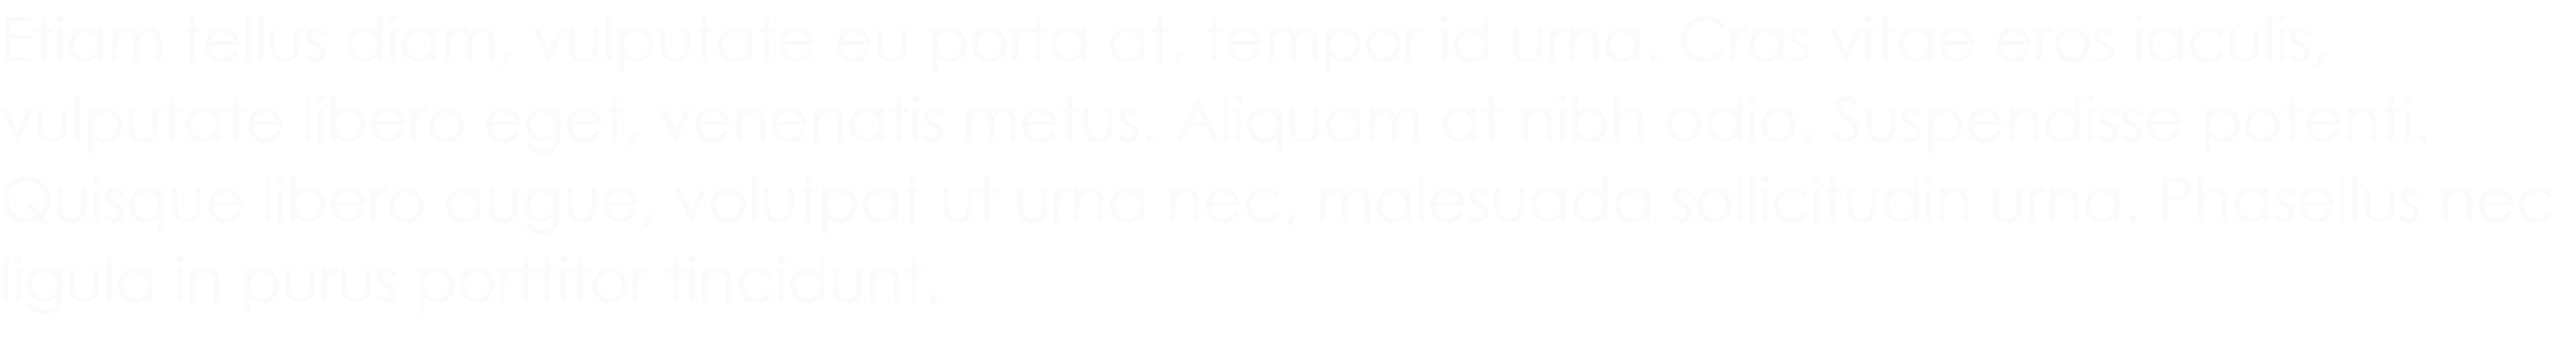 Etiam tellus diam, vulputate eu porta at, tempor id urna. Cras vitae eros iaculis,
vulputate libero eget, venenatis metus. Aliquam at nibh odio. Suspendisse potenti.
Quisque libero augue, volutpat ut urna nec, malesuada sollicitudin urna. Phasellus nec
ligula in purus porttitor tincidunt.